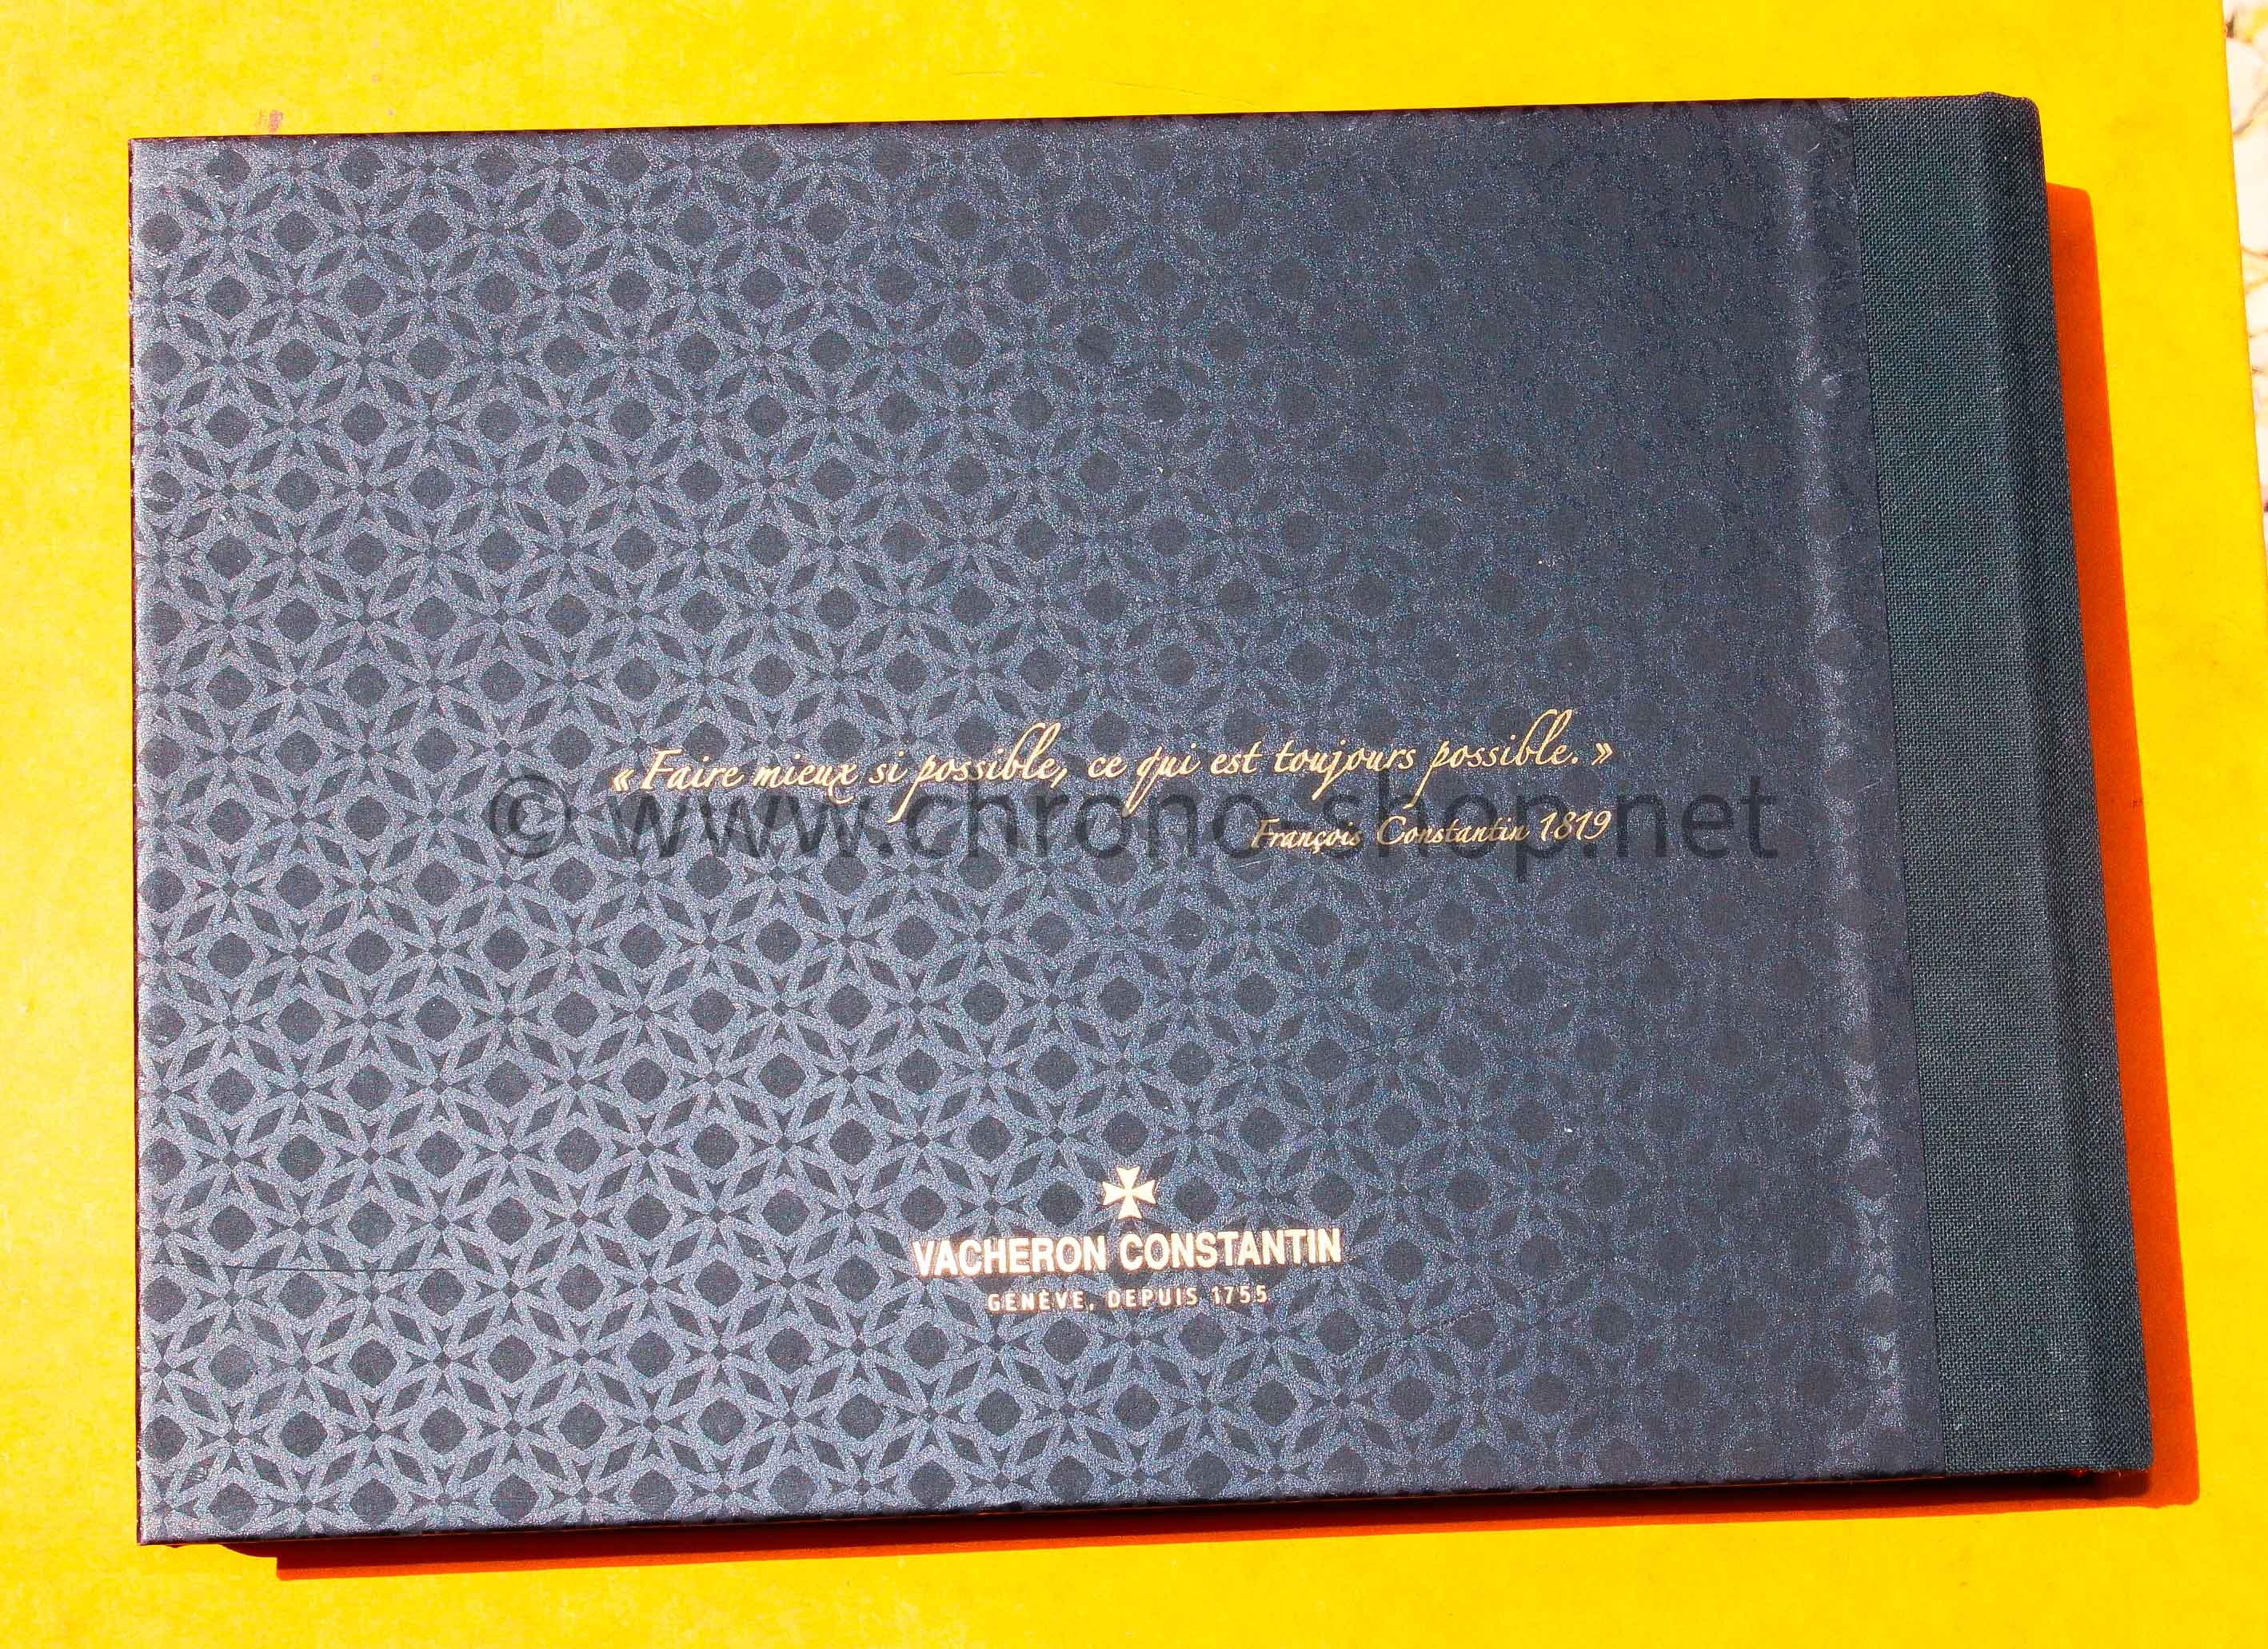 « Faire mieux si possible, ce qui est toujours possible. »
© www.chrono-shop.net
François Constantin 1819
VACHERON CONSTANTIN
GENÈVE, DEPUIS 1755